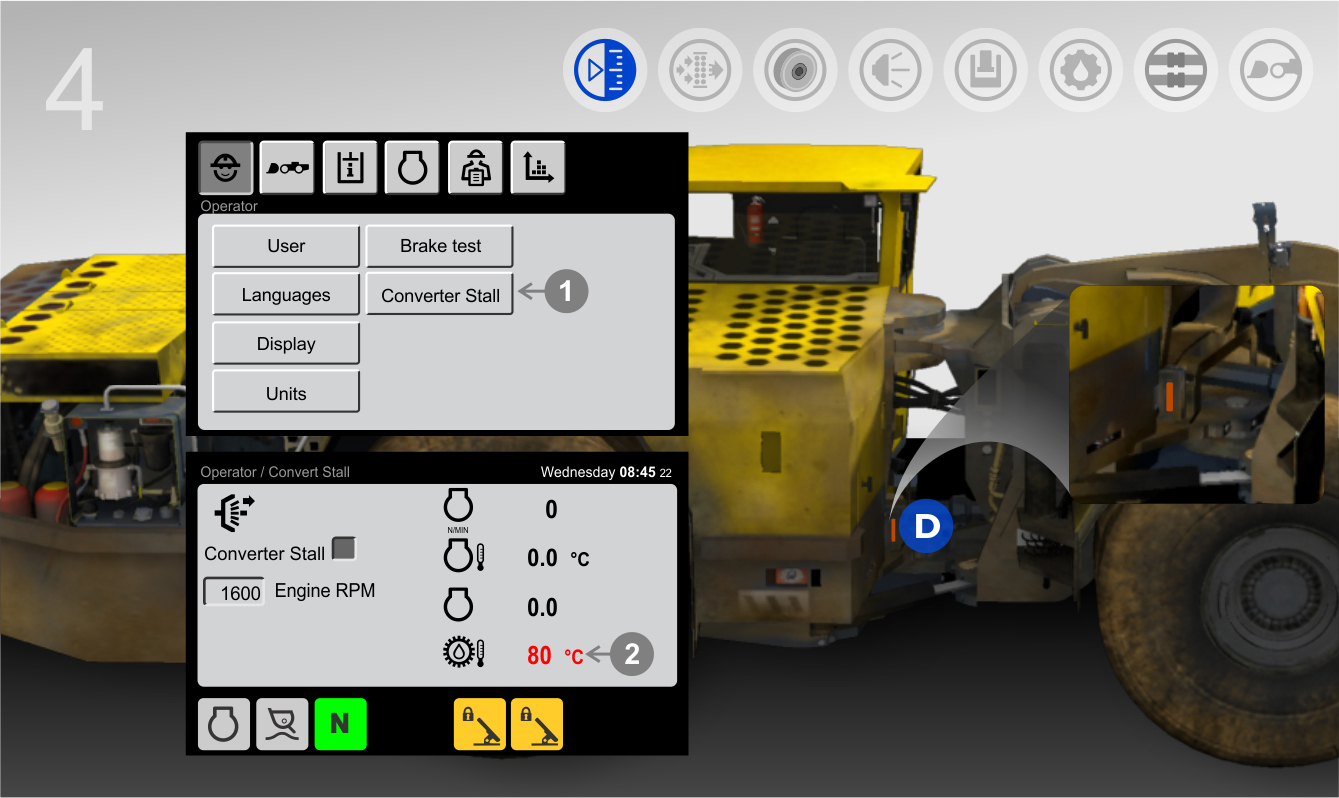 4
Operator
User
Brake test
Languages
Converter Stall
1
Display
Units
Operator / Convert Stall
Wednesday 08:45 22
0
N/MIN
0.0 °C
Converter Stall
1600 Engine RPM
0.0
80 °C
2
N
D